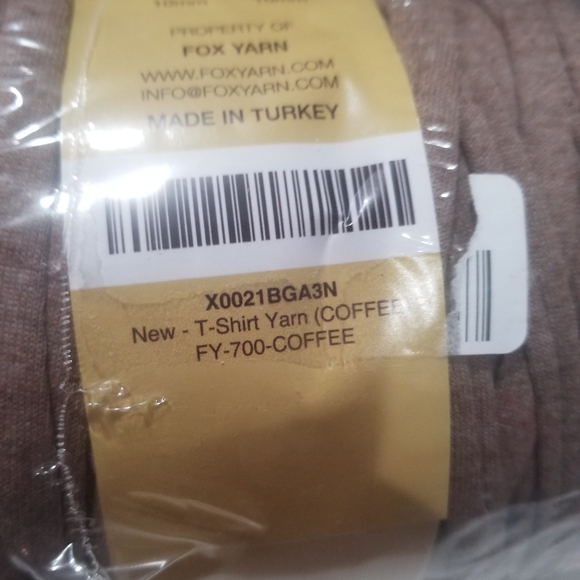 PROPERTY OF
FOX YARN
WWW.FOXYARN.COM
INFO@FOXYARN.COM
MADE IN TURKEY
X0021BGA3N
New - T-Shirt Yarn (COFFEE
FY-700-COFFEE